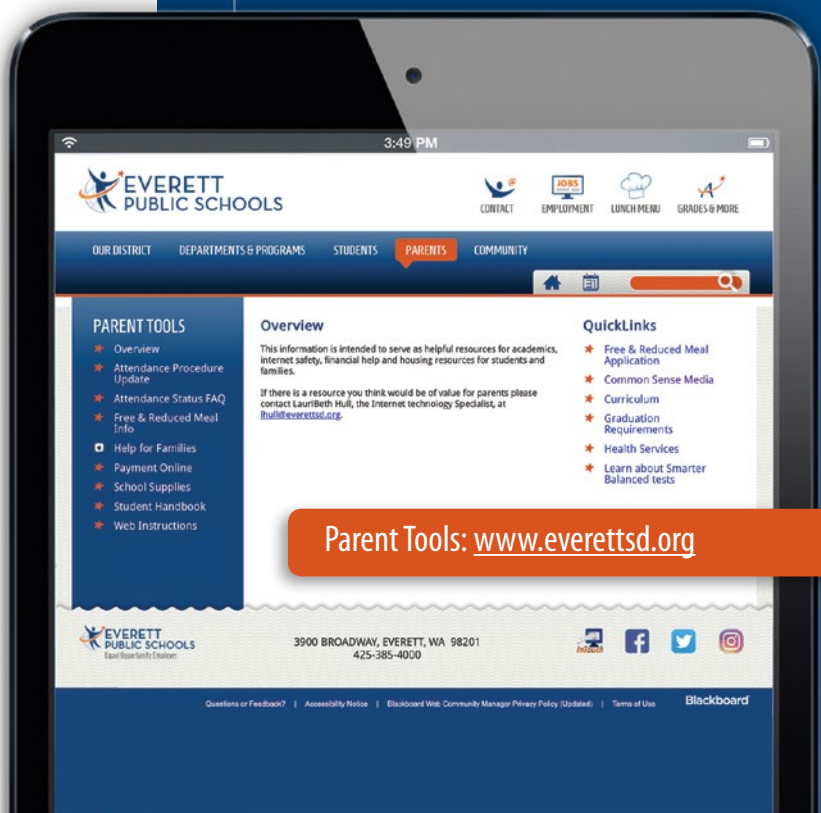 3:49 PM
EVERETT
PUBLIC SCHOOLS
CONTACT
JOBS
EMPLOYMENT
LUNCH MENU
GRADES & MORE
OUR DISTRICT
DEPARTMENTS & PROGRAMS
STUDENTS
PARENTS
COMMUNITY
31
PARENT TOOLS
Overview
Attendance Procedure
Update
Attendance Status FAQ
Free & Reduced Meal
Info
Help for Families
Payment Online
School Supplies
Student Handbook
Web Instructions
Overview
This information is intended to serve as helpful resources for academics,
internet safety, financial help and housing resources for students and
families.
If there is a resource you think would be of value for parents please
contact LauriBeth Hull, the Internet technology Specialist, at
lhull@everettsd.org.
QuickLinks
Free & Reduced Meal
Application
Common Sense Media
Curriculum
Graduation
Requirements
Health Services
Learn about Smarter
Balanced tests
Parent Tools: www.everettsd.org
EVERETT
PUBLIC SCHOOLS
Equal Opportunity Employer
3900 BROADWAY, EVERETT, WA 98201
425-385-4000
InTouch
Questions or Feedback? | Accessibility Notice | Blackboard Web Community Manager Privacy Policy (Updated) | Terms of Use
Blackboard